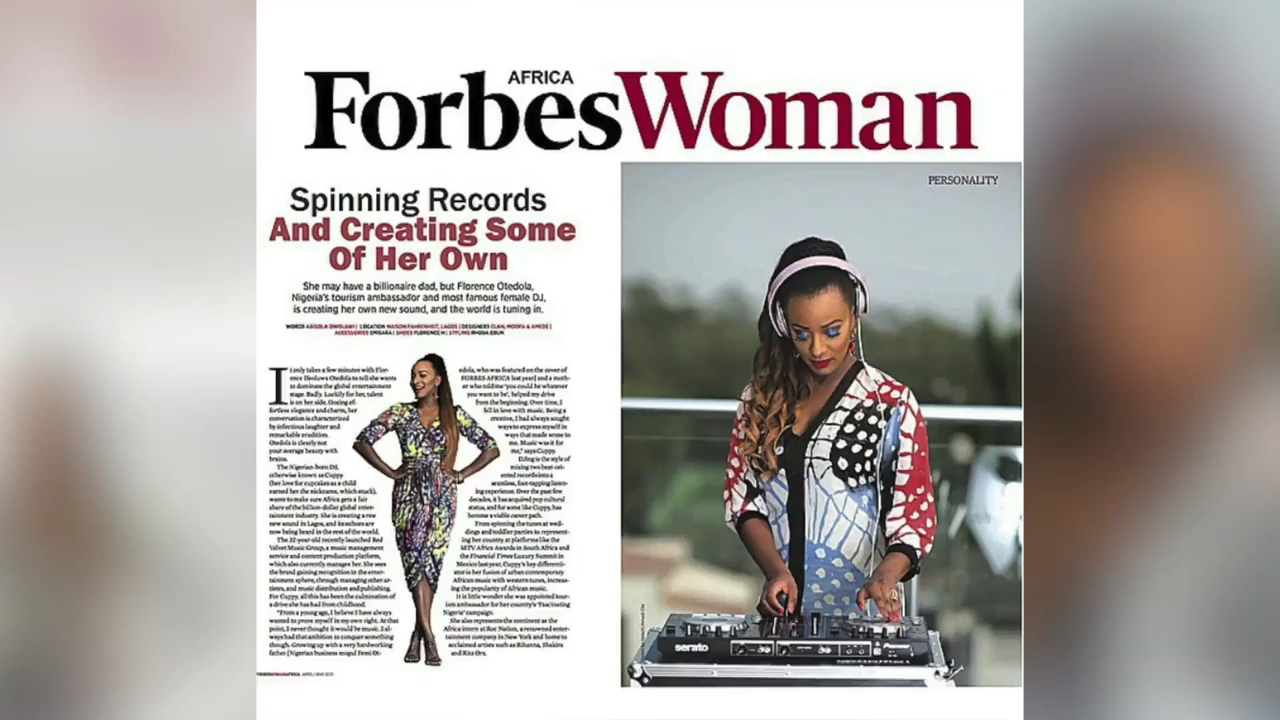 AFRICA
ForbesWoman
Spinning Records
And Creating Some
Of Her Own
She may have a billionaire dad, but Florence Otedola,
Nigeria's tourism ambassador and most famous female DJ,
is creating her own new sound, and the world is tuning in.
PERSONALITY
It only takes a few minutes with Flor-
ence Ifeoluwa Otedola to tell she wants
to dominate the global entertainment
stage. Badly. Luckily for her, talent
is on her side. Oozing ef-
fortless elegance and charm, her
conversation is characterized
by infectious laughter and
remarkable erudition.
Otedola is clearly not
your average beauty with
brains.
The Nigerian-born DJ,
otherwise known as Cuppy
(her love for cupcakes as a child
earned her the nickname, which stuck),
wants to make sure Africa gets a fair
share of the billion-dollar global enter-
tainment industry. She is creating a raw
new sound in Lagos, and its echoes are
now being heard in the rest of the world.
The 22-year-old recently launched Red
Velvet Music Group, a music management
service and content production platform,
which also currently manages her. She sees
the brand gaining recognition in the enter-
tainment sphere, through managing other ar-
tists, and music distribution and publishing.
For Cuppy, all this has been the culmination of
a drive she has had from childhood.
"From a young age, I believe I have always
wanted to prove myself in my own right. At that
point, I never thought it would be music. I al-
ways had that ambition to conquer something
though. Growing up with a very hardworking
father [Nigerian business mogul Femi Ot-
edola, who was featured on the cover of
FORBES AFRICA last year] and a moth-
er who told me 'you could be whatever
you want to be', helped my drive
from the beginning. Over time, I
fell in love with music. Being a
creative, I had always sought
ways to express myself in
ways that made sense to
me. Music was it for
me," says Cuppy.
DJing is the style of
mixing two beat-ori-
ented records into a
seamless, foot-tapping listen-
ing experience. Over the past few
decades, it has acquired pop cultural
status, and for some like Cuppy, has
become a viable career path.
From spinning the tunes at wed-
dings and toddler parties to represent-
ing her country at platforms like the
MTV Africa Awards in South Africa and
the Financial Times Luxury Summit in
Mexico last year, Cuppy's key differenti-
ator is her fusion of urban contemporary
African music with western tunes, increas-
ing the popularity of African music.
It is little wonder she was appointed tour-
ism ambassador for her country's 'Fascinating
Nigeria' campaign.
She also represents the continent as the
Africa intern at Roc Nation, a renowned enter-
tainment company in New York and home to
acclaimed artists such as Rihanna, Shakira
and Rita Ora.
serato
Pioneer